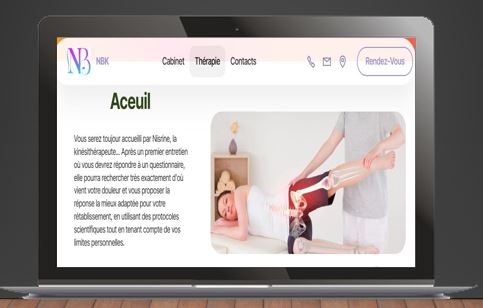 NB NBK Cabinet Thérapie Contacts Rendez-Vous
Aceuil
Vous serez toujour accueilli par Nisrine, la
kinésithérapeute... Après un premier entretien
où vous devrez répondre à un questionnaire,
elle pourra rechercher très exactement d'où
vient votre douleur et vous proposer la
réponse la mieux adaptée pour votre
rétablissement, en utilisant des protocoles
scientifiques tout en tenant compte de vos
limites personnelles.